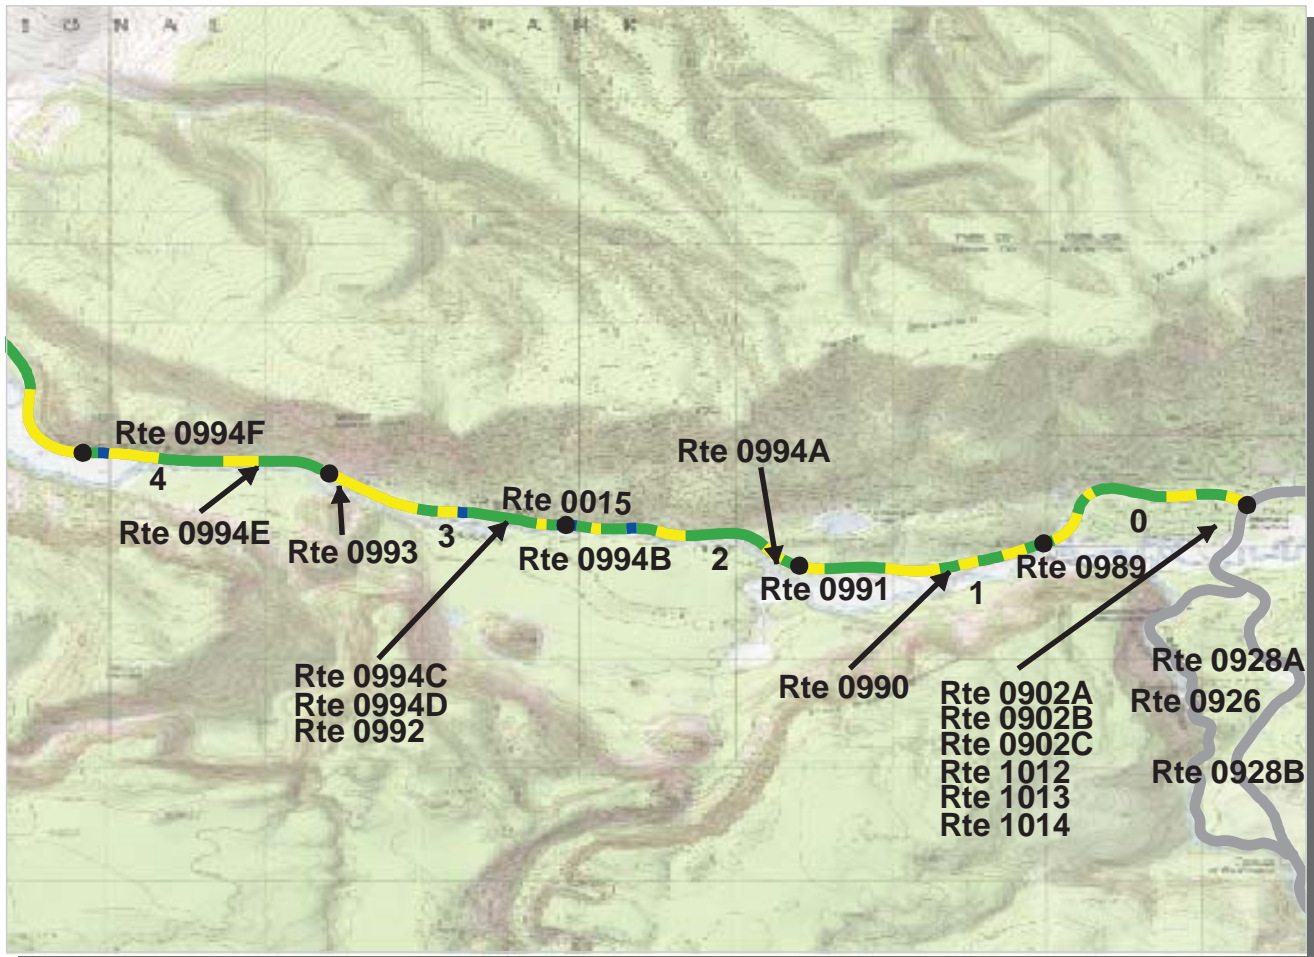 I O N A L P A R K
Rte 0994F
4
Rte 0994E
Rte 0993
Rte 0015
3
Rte 0994B
Rte 0994A
2
Rte 0991
1
Rte 0989
0
Rte 0994C
Rte 0994D
Rte 0992
Rte 0990
Rte 0902A
Rte 0902B
Rte 0902C
Rte 1012
Rte 1013
Rte 1014
Rte 0928A
Rte 0926
Rte 0928B